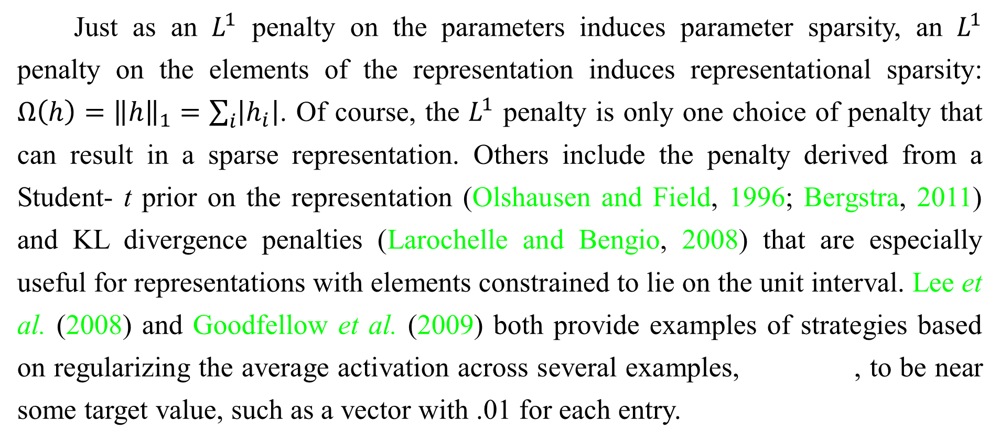 Just as an L¹ penalty on the parameters induces parameter sparsity, an L¹
penalty on the elements of the representation induces representational sparsity:
Ω(h) = ‖h‖₁ = ∑ᵢ|hᵢ|. Of course, the L¹ penalty is only one choice of penalty that
can result in a sparse representation. Others include the penalty derived from a
Student- t prior on the representation (Olshausen and Field, 1996; Bergstra, 2011)
and KL divergence penalties (Larochelle and Bengio, 2008) that are especially
useful for representations with elements constrained to lie on the unit interval. Lee et
al. (2008) and Goodfellow et al. (2009) both provide examples of strategies based
on regularizing the average activation across several examples, , to be near
some target value, such as a vector with .01 for each entry.